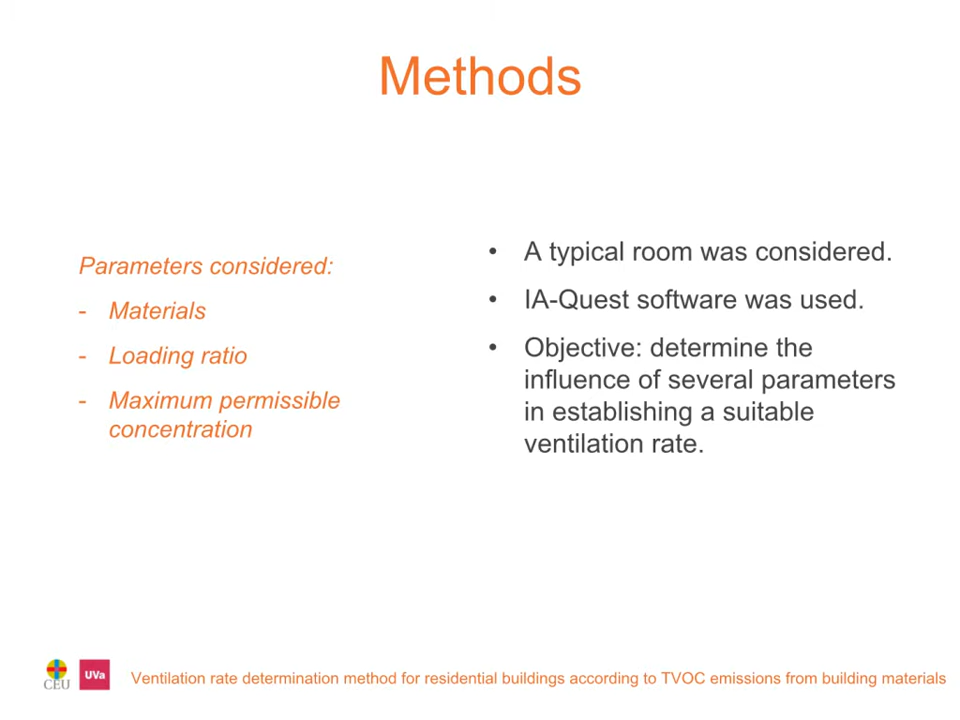 Methods
Parameters considered:
- Materials
- Loading ratio
- Maximum permissible
concentration
• A typical room was considered.
• IA-Quest software was used.
• Objective: determine the
influence of several parameters
in establishing a suitable
ventilation rate.
CEU
UVa
Ventilation rate determination method for residential buildings according to TVOC emissions from building materials